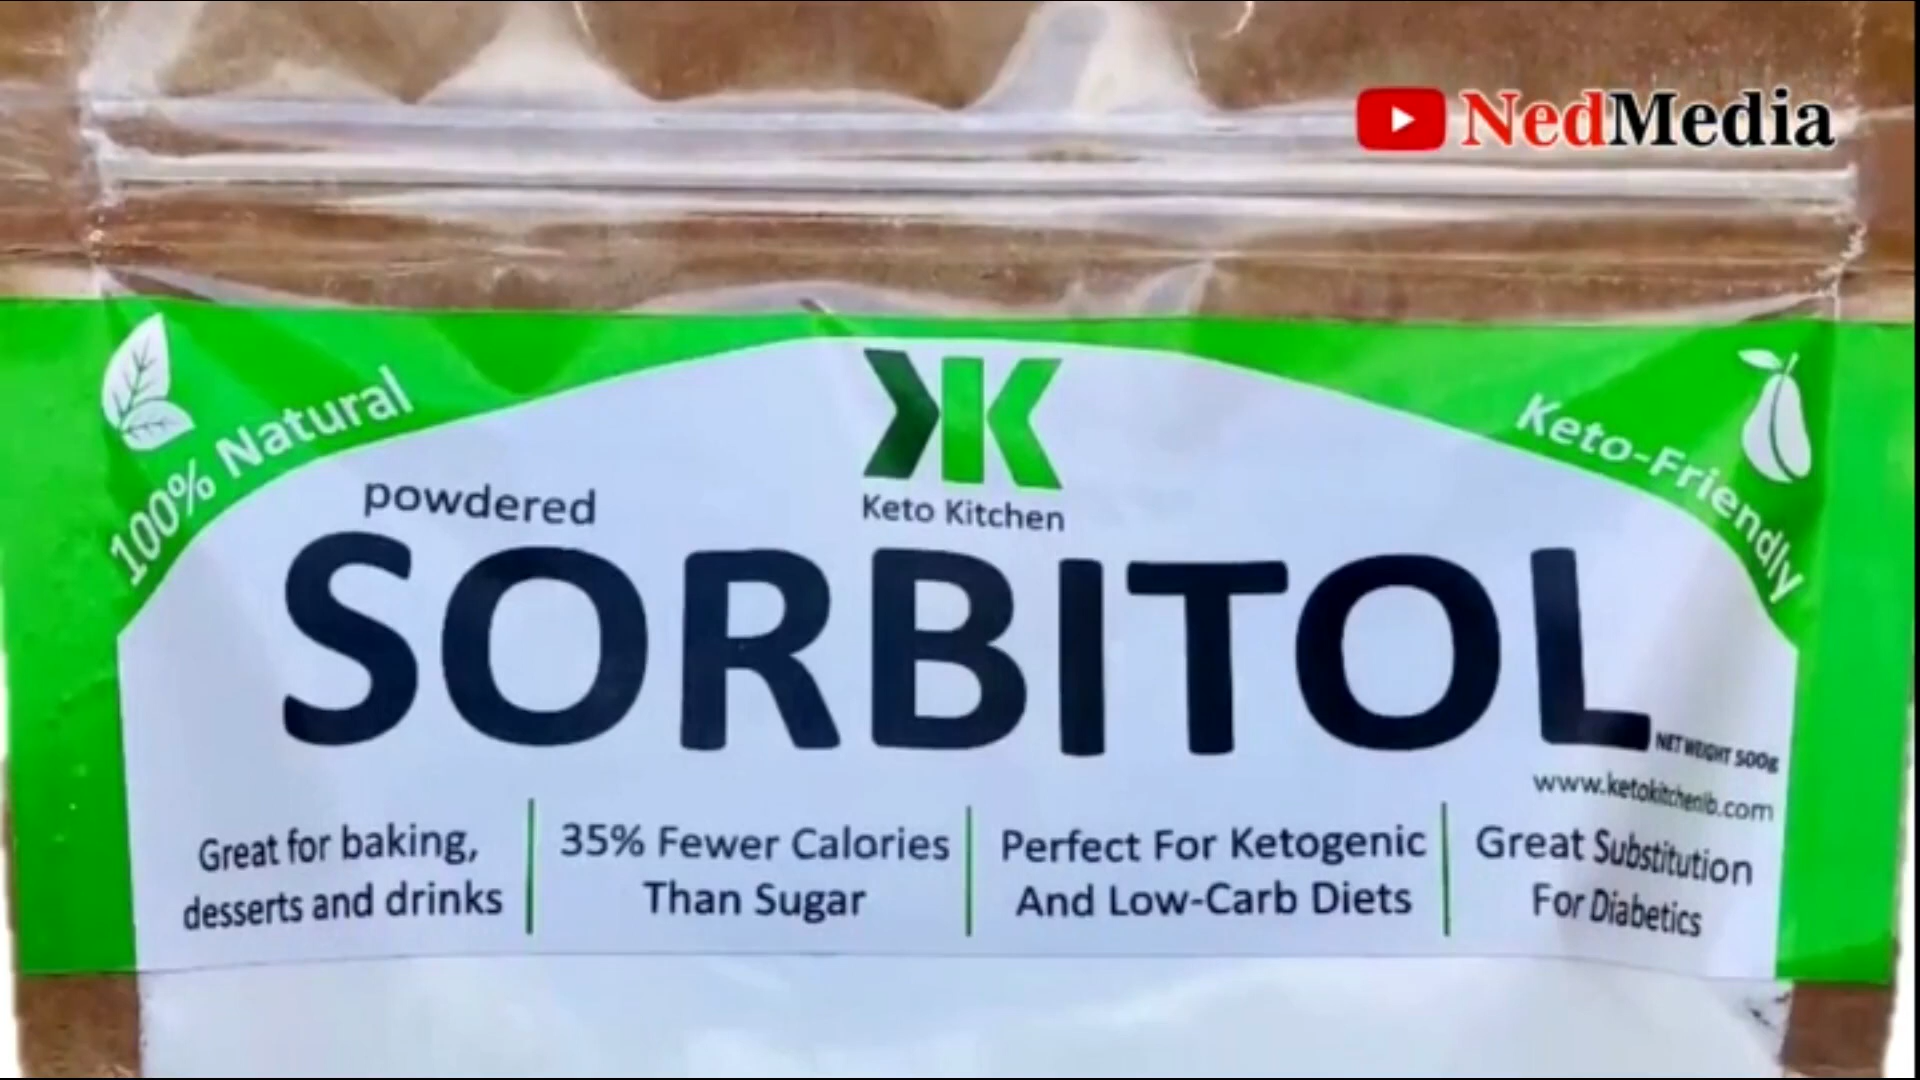 NedMedia
100% Natural
Keto-Friendly
Keto Kitchen
powdered
SORBITOL
NET WEIGHT 500g
www.ketokitchenlb.com
Great for baking,
desserts and drinks
35% Fewer Calories
Than Sugar
Perfect For Ketogenic
And Low-Carb Diets
Great Substitution
For Diabetics